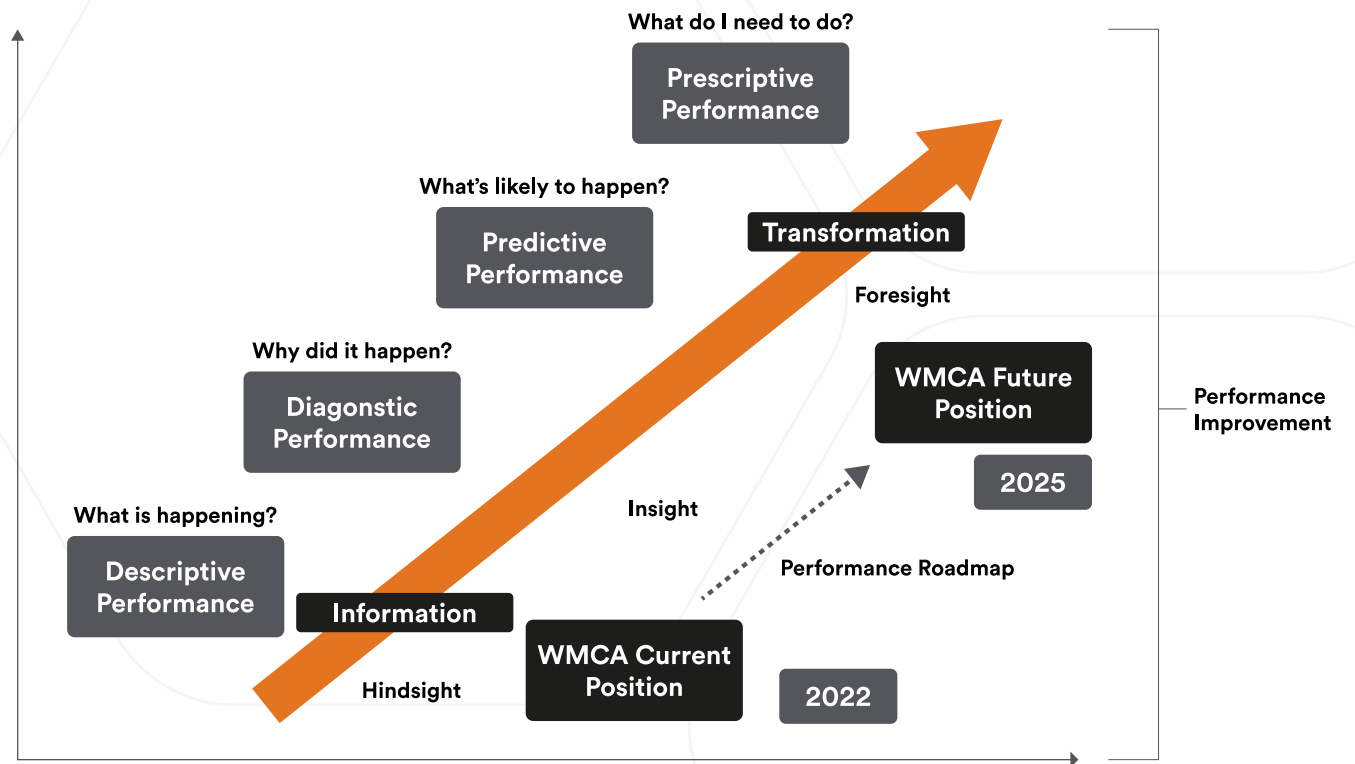 What do I need to do?
Prescriptive
Performance
What's likely to happen?
Predictive
Performance
Transformation
Foresight
Why did it happen?
Diagonstic
Performance
WMCA Future
Position
2025
Performance
Improvement
Insight
What is happening?
Descriptive
Performance
Performance Roadmap
Information
WMCA Current
Position
2022
Hindsight